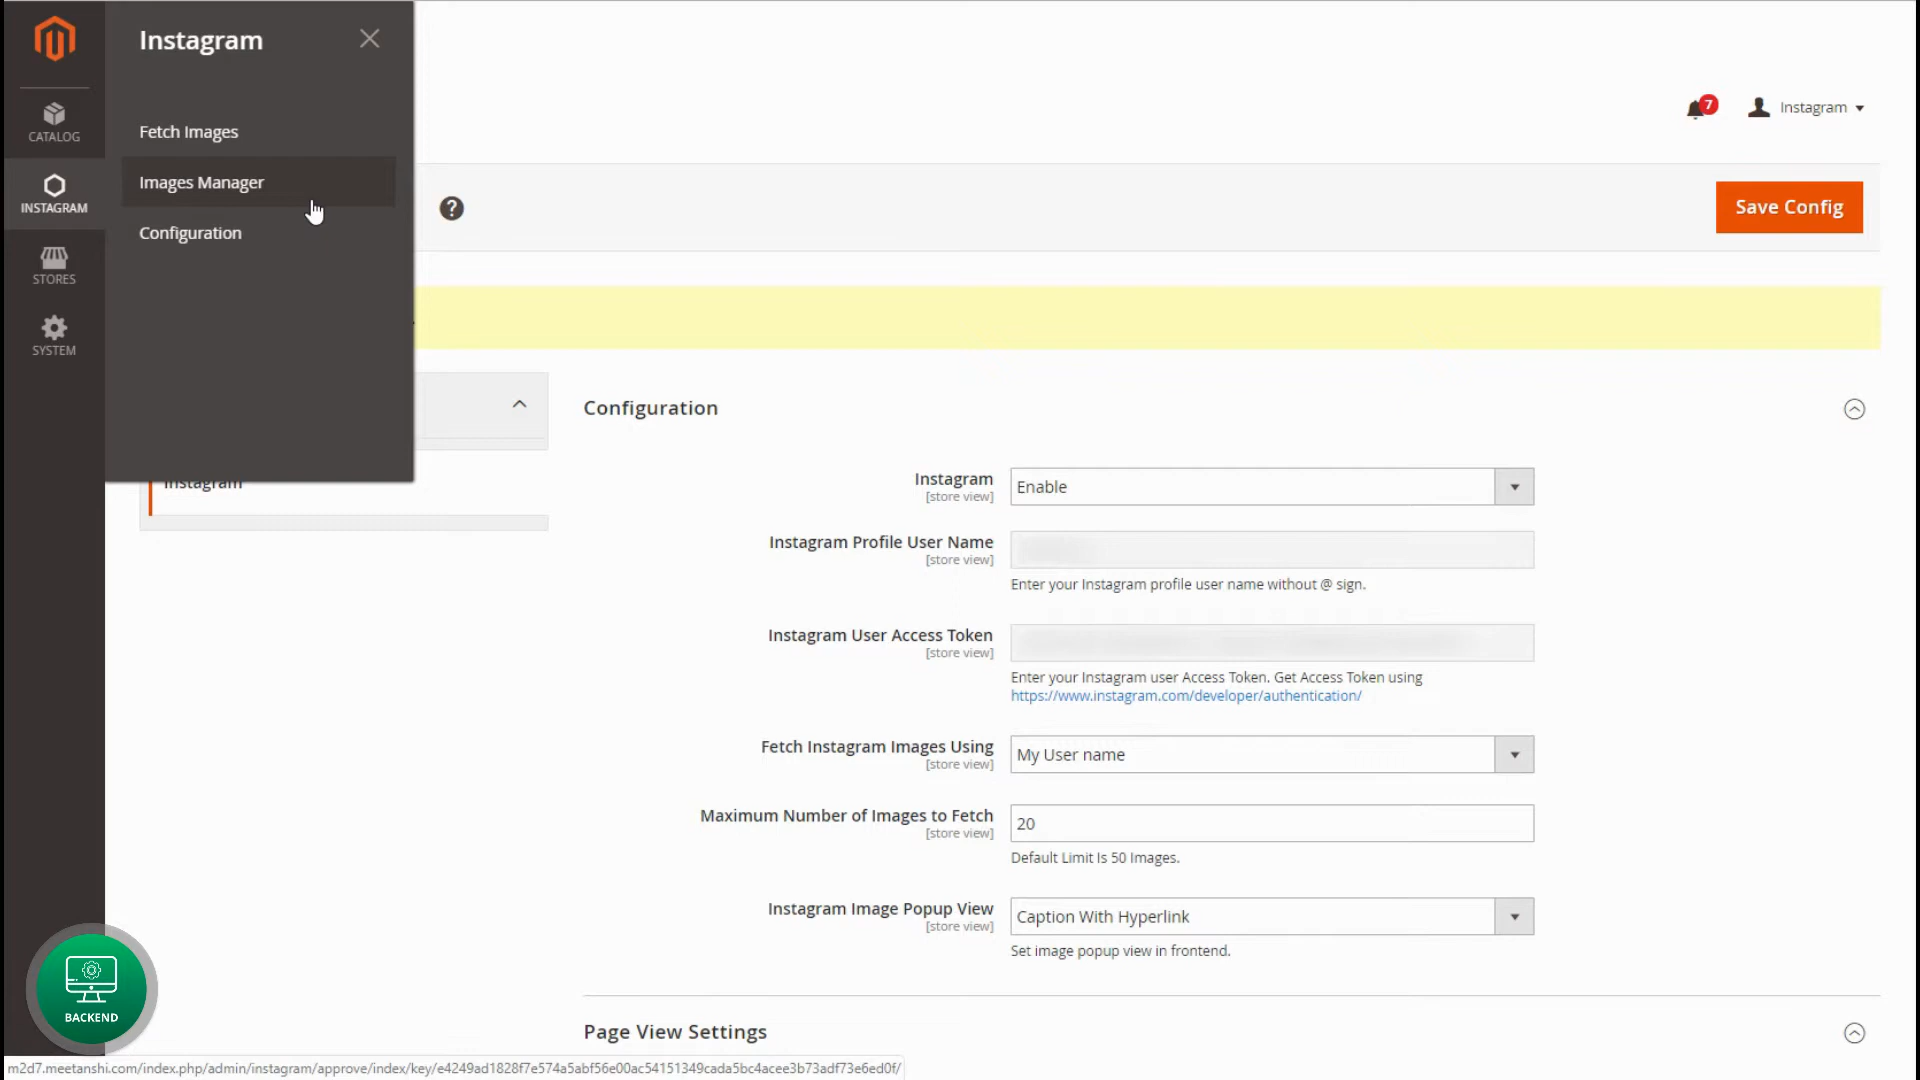 Instagram
Fetch Images
Images Manager
Configuration
CATALOG
INSTAGRAM
STORES
SYSTEM
7
Instagram
?
Save Config
Instagram
Configuration
Instagram
[store view]
Enable
Instagram Profile User Name
[store view]
Enter your Instagram profile user name without @ sign.
Instagram User Access Token
[store view]
Enter your Instagram user Access Token. Get Access Token using
https://www.instagram.com/developer/authentication/
Fetch Instagram Images Using
[store view]
My User name
Maximum Number of Images to Fetch
[store view]
20
Default Limit Is 50 Images.
Instagram Image Popup View
[store view]
Caption With Hyperlink
Set image popup view in frontend.
Page View Settings
BACKEND
m2d7.meetanshi.com/index.php/admin/instagram/approve/index/key/e4249ad1828f7e574a5abf56e00ac54151349cada5bc4acee3b73adf73e6ed0f/